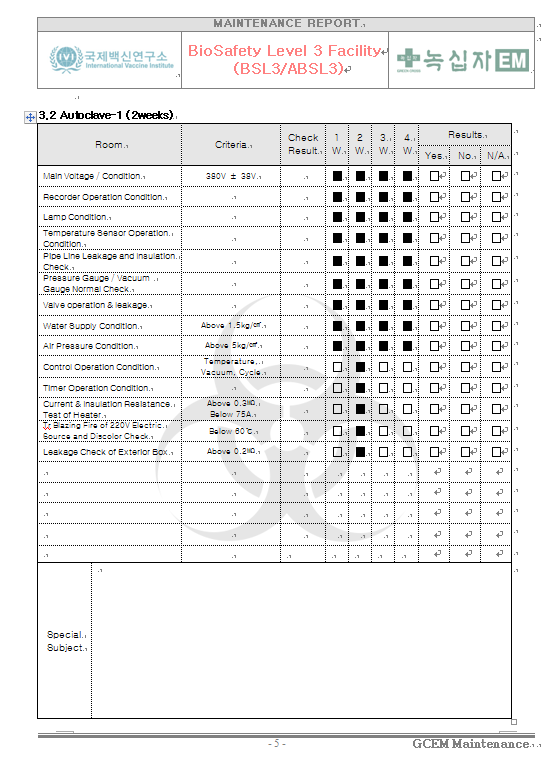 MAINTENANCE REPORT
국제백신연구소
International Vaccine Institute
BioSafety Level 3 Facility
(BSL3/ABSL3)
GREEN CROSS
녹십자EM
3.2 Autoclave-1 (2weeks)
Room
Criteria
Check Result
1 W.
2 W.
3. W.
4. W.
Results
Yes
No
N/A
Main Voltage / Condition
380V ± 38V
Recorder Operation Condition
Lamp Condition
Temperature Sensor Operation
Condition
Pipe Line Leakage and Insulation
Check
Pressure Gauge / Vacuum
Gauge Normal Check
Valve operation & leakage
Water Supply Condition
Above 1.5kg/㎠
Air Pressure Condition
Above 5kg/㎠
Control Operation Condition
Temperature,
Vacuum, Cycle
Timer Operation Condition
Current & Insulation Resistance
Test of Heater
Above 0.3㏁
Below 75A
Tz Blazing Fire of 220V Electric
Source and Discolor Check
Below 60℃
Leakage Check of Exterior Box
Above 0.2㏁
Special
Subject
- 5 -
GCEM Maintenance